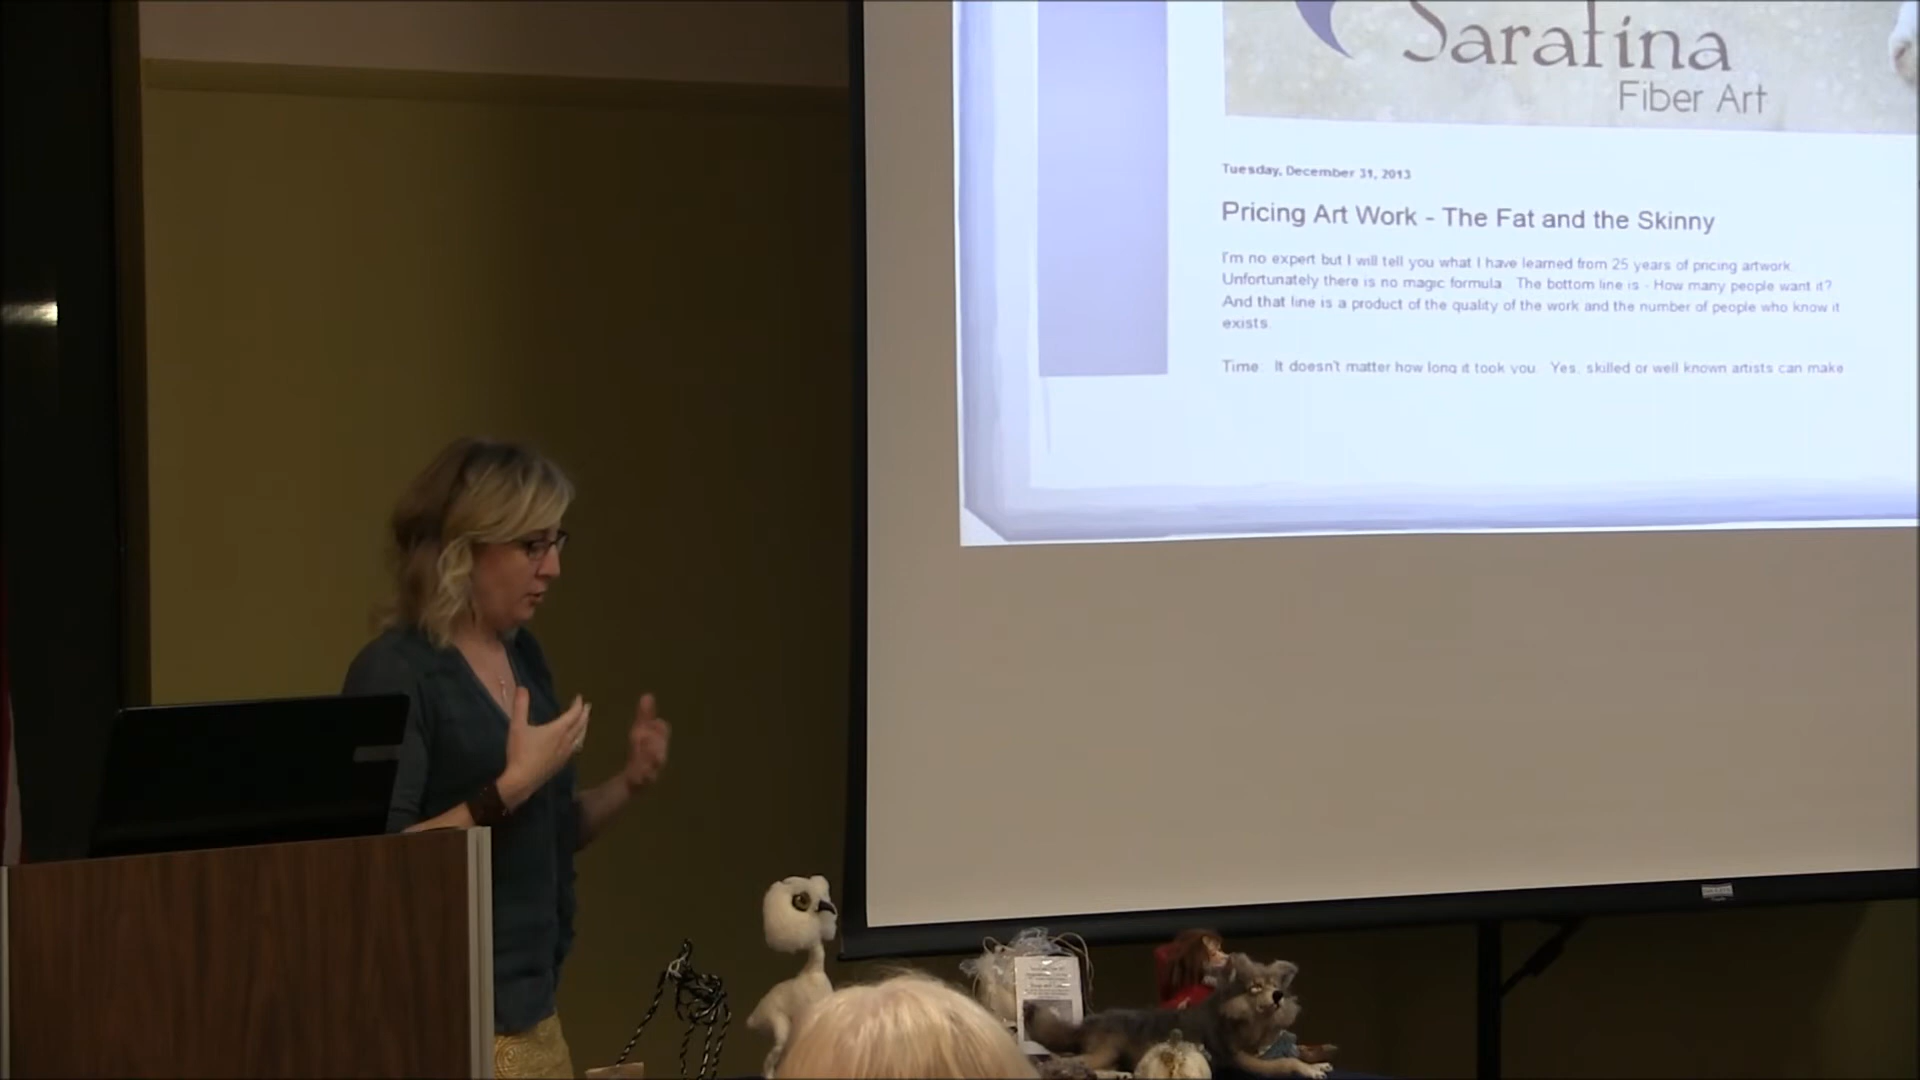 Sarafina
Fiber Art
Tuesday, December 31, 2013
Pricing Art Work - The Fat and the Skinny
I'm no expert but I will tell you what I have learned from 25 years of pricing artwork.
Unfortunately there is no magic formula. The bottom line is - How many people want it?
And that line is a product of the quality of the work and the number of people who know it
exists.
Time: It doesn't matter how long it took you. Yes, skilled or well known artists can make